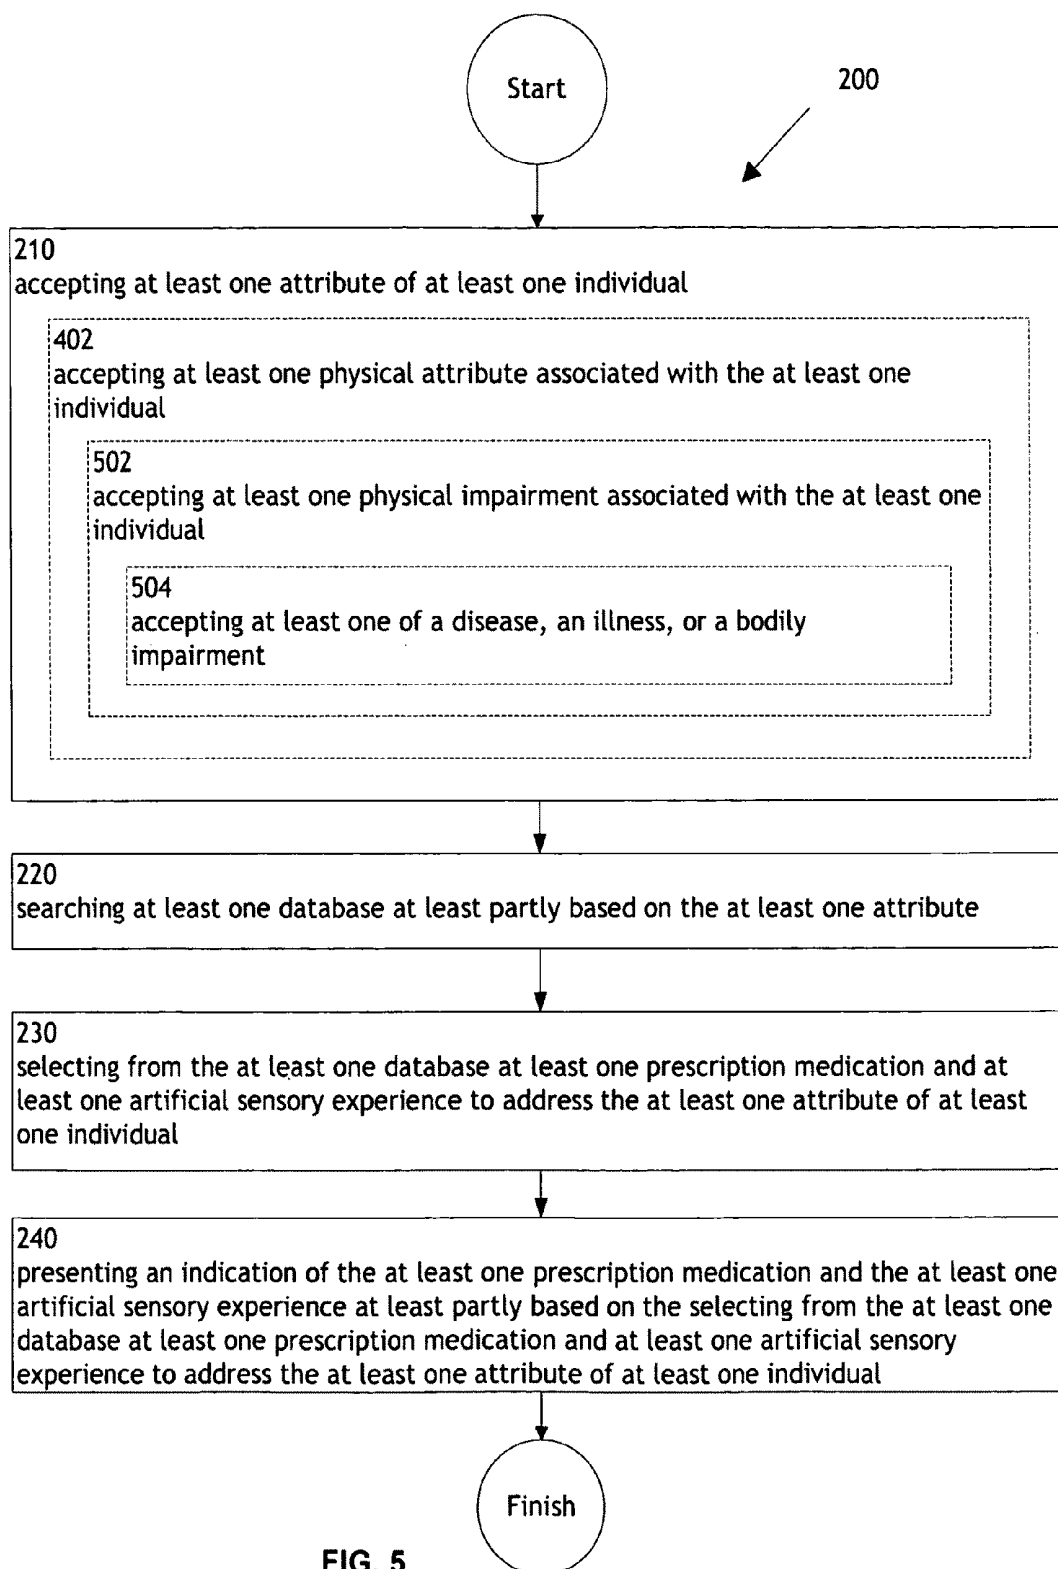 Start
200
210
accepting at least one attribute of at least one individual
402
accepting at least one physical attribute associated with the at least one
individual
502
accepting at least one physical impairment associated with the at least one
individual
504
accepting at least one of a disease, an illness, or a bodily
impairment
220
searching at least one database at least partly based on the at least one attribute
230
selecting from the at least one database at least one prescription medication and at
least one artificial sensory experience to address the at least one attribute of at least
one individual
240
presenting an indication of the at least one prescription medication and the at least one
artificial sensory experience at least partly based on the selecting from the at least one
database at least one prescription medication and at least one artificial sensory
experience to address the at least one attribute of at least one individual
Finish
FIG. 5